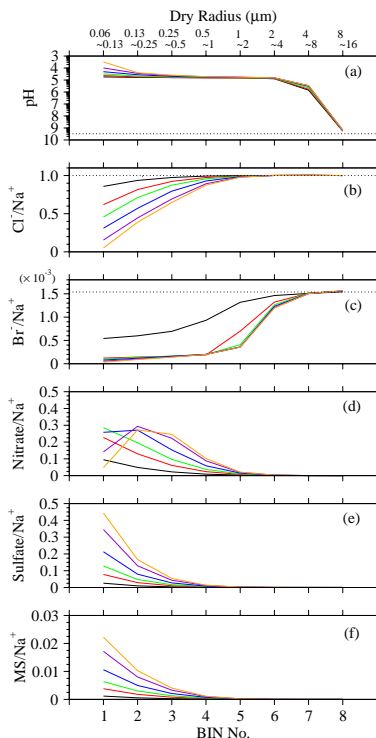 Dry Radius (μm)
0.06 0.13 0.25 0.5 1 2 4 8
~0.13 ~0.25 ~0.5 ~1 ~2 ~4 ~8 ~16
3
4
5
6
7
8
9
10
pH
(a)
1.0
0.5
0
Cl⁻/Na⁺
(b)
(× 10⁻³)
1.5
1.0
0.5
0
Br⁻/Na⁺
(c)
0.5
0.4
0.3
0.2
0.1
0
Nitrate/Na⁺
(d)
0.5
0.4
0.3
0.2
0.1
0
Sulfate/Na⁺
(e)
0.03
0.02
0.01
0
MS/Na⁺
(f)
1 2 3 4 5 6 7 8
BIN No.